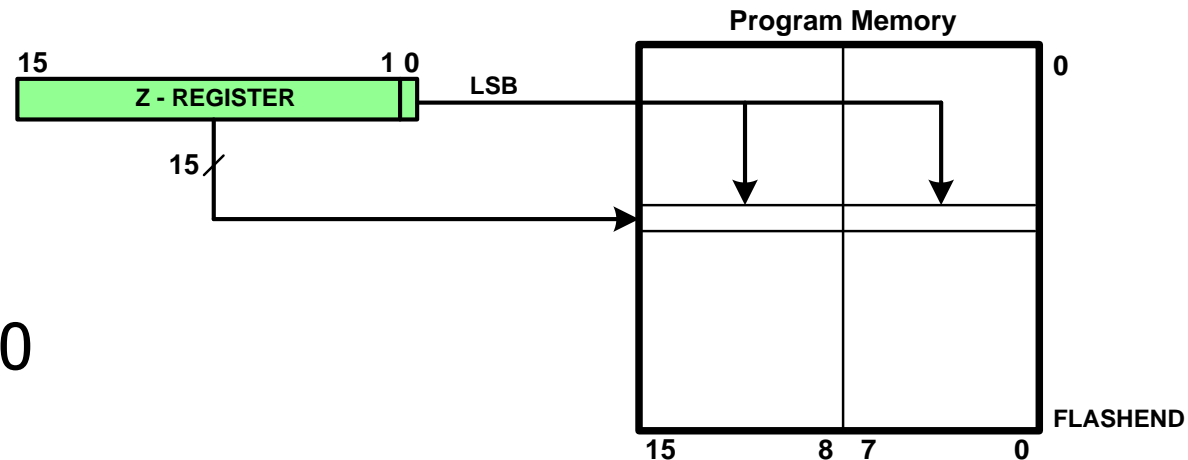 Program Memory
15 1 0
0
Z - REGISTER
LSB
15
0
FLASHEND
15 8 7 0